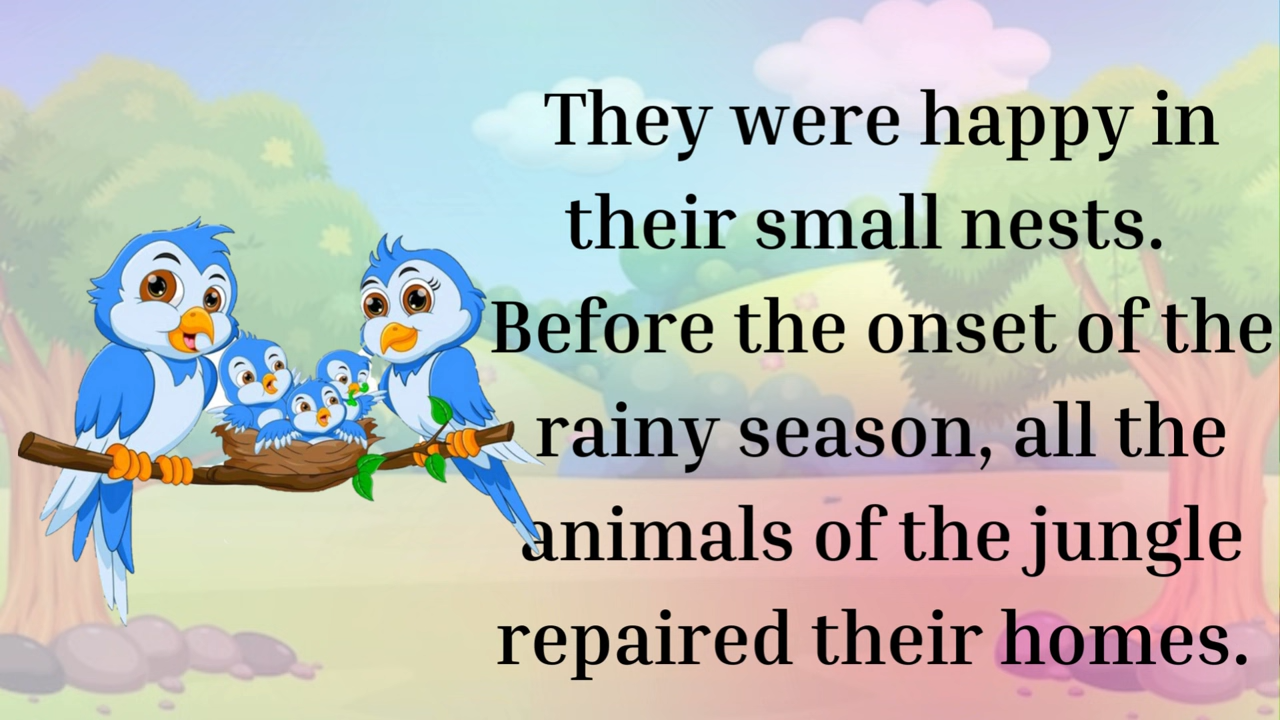 They were happy in
their small nests.
Before the onset of the
rainy season, all the
animals of the jungle
repaired their homes.